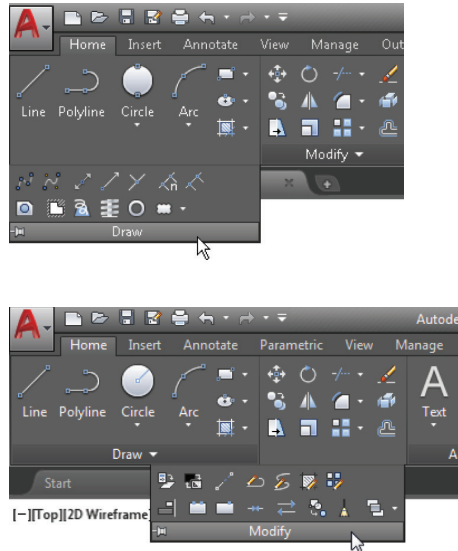 A
Home Insert Annotate View Manage Out
Line Polyline Circle Arc
Modify
Draw
A
Autode
Home Insert Annotate Parametric View Manage
Line Polyline Circle Arc
A
Text
Draw
A
Start
[−][Top][2D Wireframe]
Modify